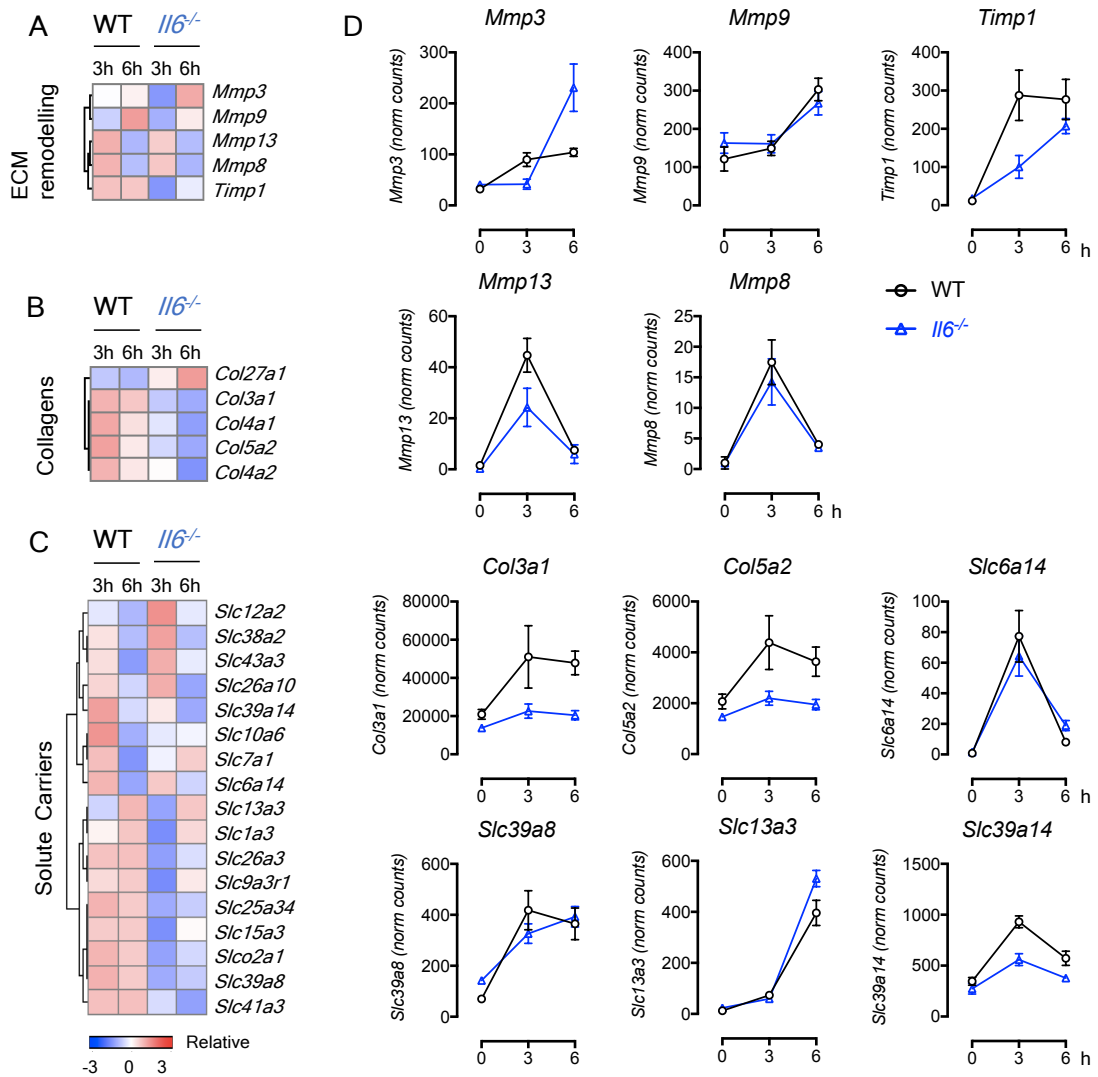 A
WT Il6-/-
3h 6h 3h 6h
ECM
remodelling
Mmp3
Mmp9
Mmp13
Mmp8
Timp1
B
WT Il6-/-
3h 6h 3h 6h
Collagens
Col27a1
Col3a1
Col4a1
Col5a2
Col4a2
C
WT Il6-/-
3h 6h 3h 6h
Solute Carriers
Slc12a2
Slc38a2
Slc43a3
Slc26a10
Slc39a14
Slc10a6
Slc7a1
Slc6a14
Slc13a3
Slc1a3
Slc26a3
Slc9a3r1
Slc25a34
Slc15a3
Slco2a1
Slc39a8
Slc41a3
Relative
-3 0 3
D
Mmp3
Mmp3 (norm counts)
300
200
100
0
0 3 6
Mmp9
Mmp9 (norm counts)
400
300
200
100
0
0 3 6
Timp1
Timp1 (norm counts)
400
300
200
100
0
0 3 6 h
Mmp13
Mmp13 (norm counts)
60
40
20
0
0 3 6
Mmp8
Mmp8 (norm counts)
25
20
15
10
5
0
0 3 6 h
WT
Il6-/-
Col3a1
Col3a1 (norm counts)
80000
60000
40000
20000
0
0 3 6
Col5a2
Col5a2 (norm counts)
6000
4000
2000
0
0 3 6
Slc6a14
Slc6a14 (norm counts)
100
80
60
40
20
0
0 3 6 h
Slc39a8
Slc39a8 (norm counts)
600
400
200
0
0 3 6
Slc13a3
Slc13a3 (norm counts)
600
400
200
0
0 3 6
Slc39a14
Slc39a14 (norm counts)
1500
1000
500
0
0 3 6 h